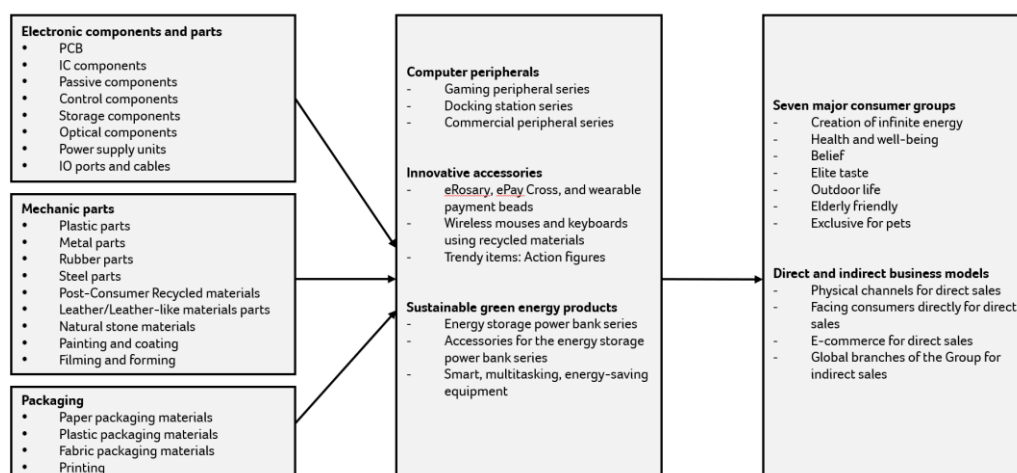 Electronic components and parts
• PCB
• IC components
• Passive components
• Control components
• Storage components
• Optical components
• Power supply units
• IO ports and cables
Mechanic parts
• Plastic parts
• Metal parts
• Rubber parts
• Steel parts
• Post-Consumer Recycled materials
• Leather/Leather-like materials parts
• Natural stone materials
• Painting and coating
• Filming and forming
Packaging
• Paper packaging materials
• Plastic packaging materials
• Fabric packaging materials
• Printing
Computer peripherals
- Gaming peripheral series
- Docking station series
- Commercial peripheral series
Innovative accessories
- eRosary, ePay Cross, and wearable
payment beads
- Wireless mouses and keyboards
using recycled materials
- Trendy items: Action figures
Sustainable green energy products
- Energy storage power bank series
- Accessories for the energy storage
power bank series
- Smart, multitasking, energy-saving
equipment
Seven major consumer groups
- Creation of infinite energy
- Health and well-being
- Belief
- Elite taste
- Outdoor life
- Elderly friendly
- Exclusive for pets
Direct and indirect business models
- Physical channels for direct sales
- Facing consumers directly for direct
sales
- E-commerce for direct sales
- Global branches of the Group for
indirect sales